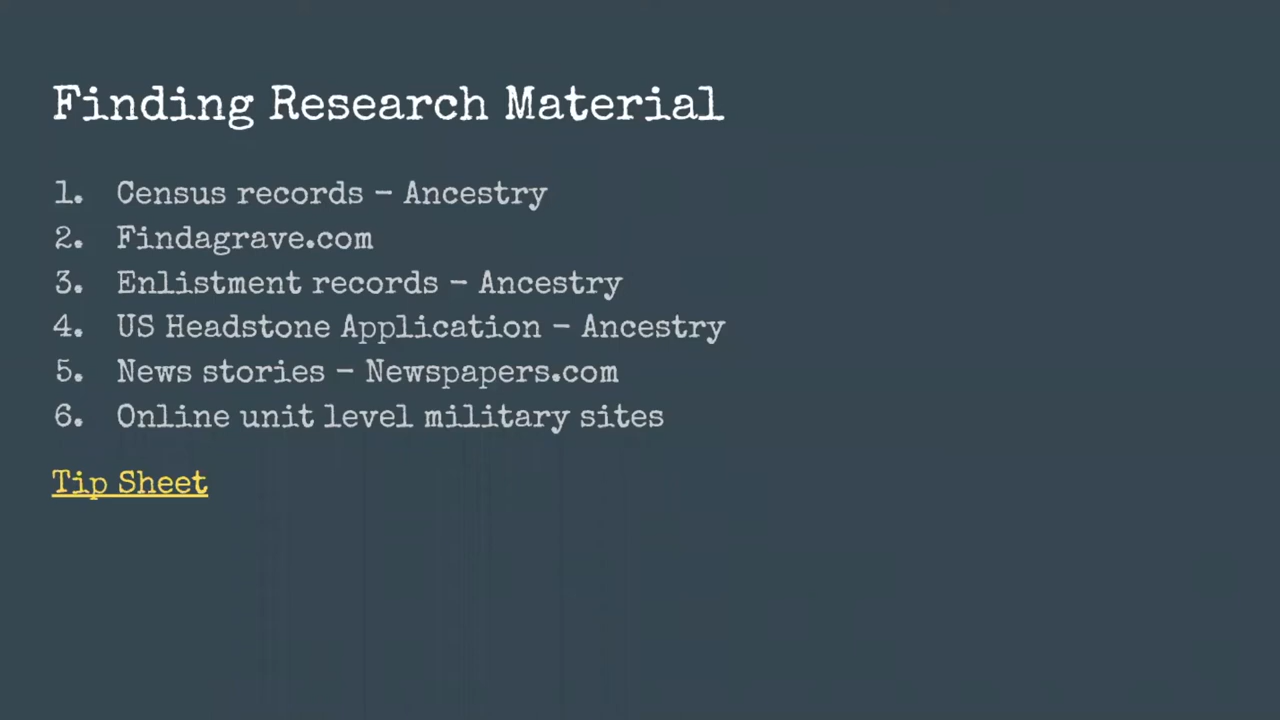 Finding Research Material
1. Census records – Ancestry
2. Findagrave.com
3. Enlistment records – Ancestry
4. US Headstone Application – Ancestry
5. News stories – Newspapers.com
6. Online unit level military sites
Tip Sheet